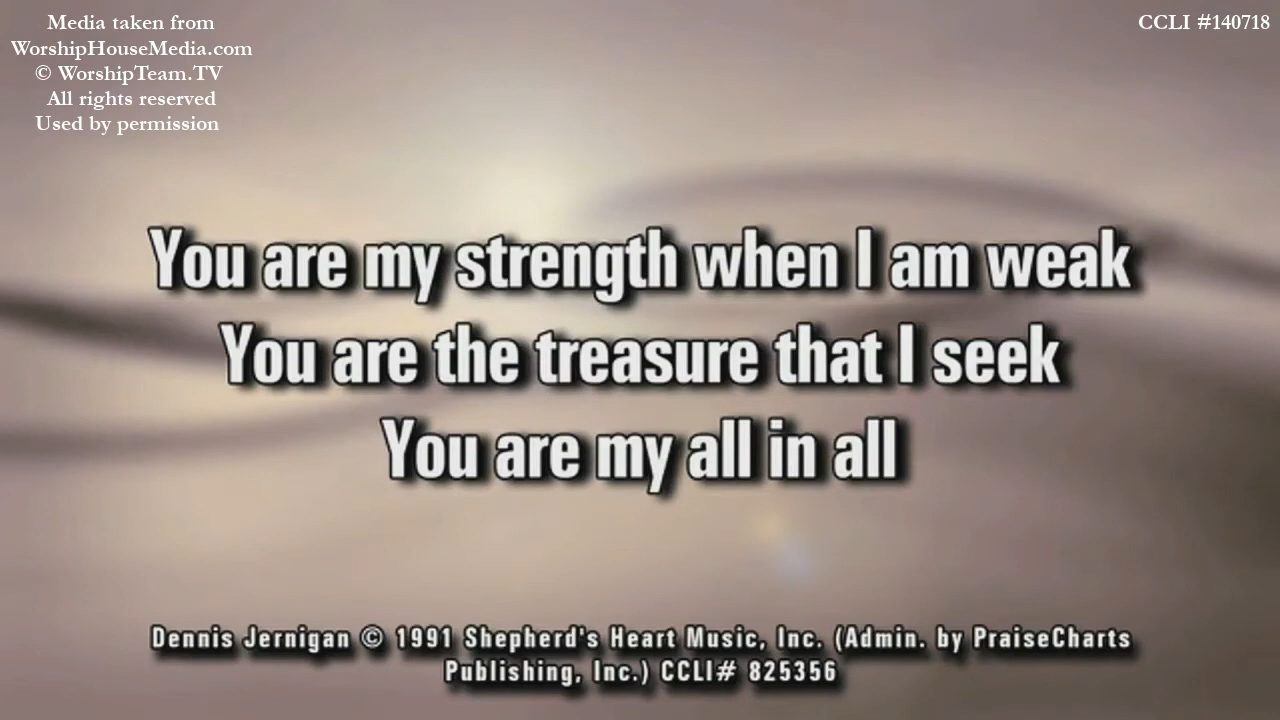 Media taken from
WorshipHouseMedia.com
© WorshipTeam.TV
All rights reserved
Used by permission
CCLI #140718
You are my strength when I am weak
You are the treasure that I seek
You are my all in all
Dennis Jernigan © 1991 Shepherd's Heart Music, Inc. (Admin. by PraiseCharts
Publishing, Inc.) CCLI# 825356